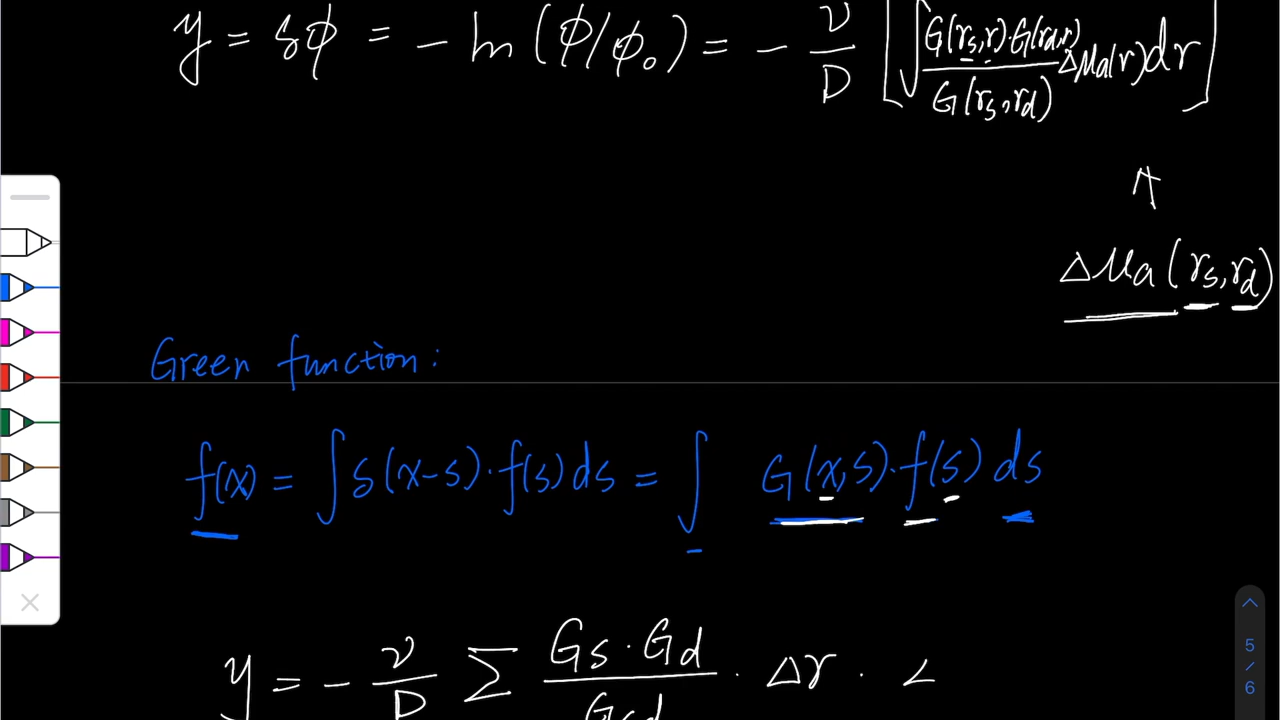 y = δϕ = - ln (ϕ/ϕ₀) = - ν/D [∫ G(rs,r)·G(rd,r)/G(rs,rd) Δμa(r)dr]
↑
Δμa(rs,rd)
Green function:
f(x) = ∫δ(x-s)·f(s)ds = ∫ G(x,s)·f(s) ds
y = - ν/D Σ Gs·Gd/Gsd · Δr ·
5
/
6